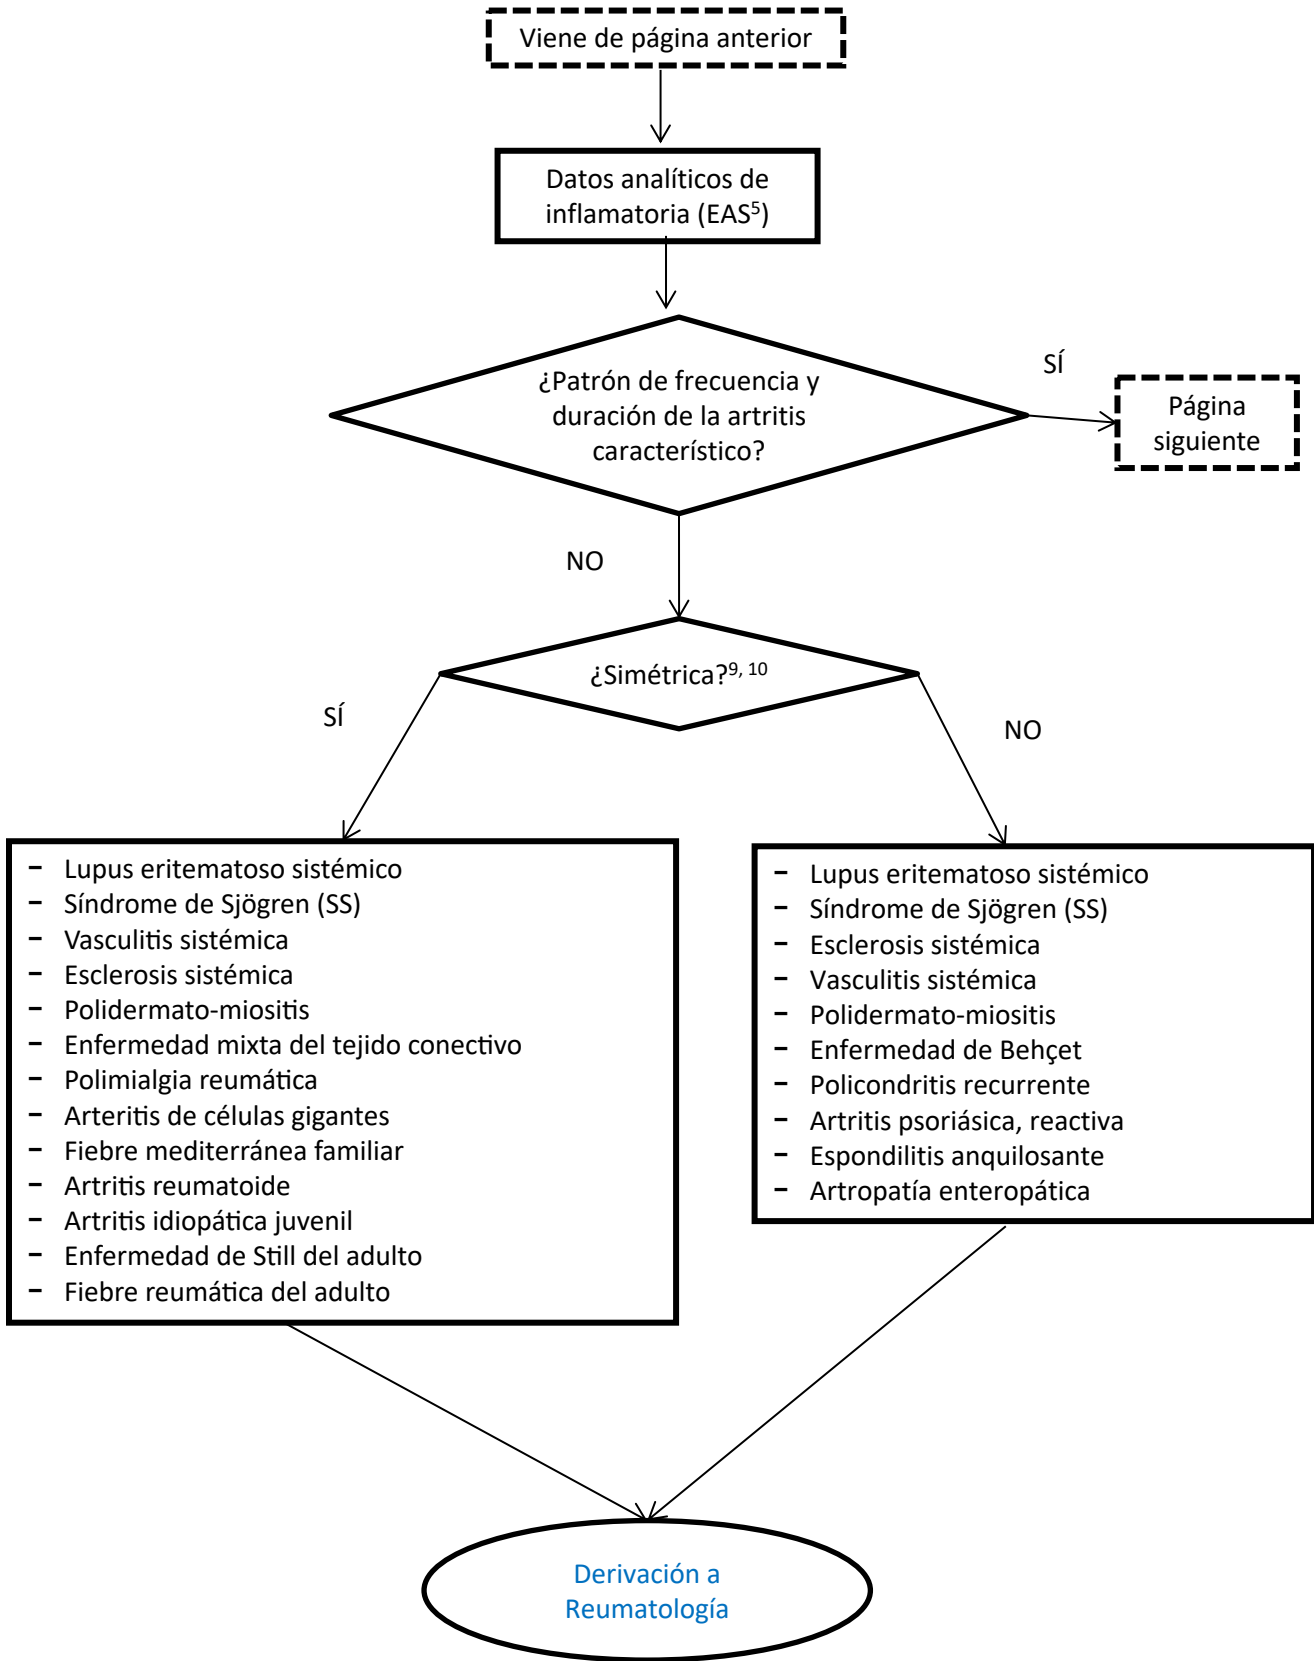 Viene de página anterior
Datos analíticos de
inflamatoria (EAS⁵)
¿Patrón de frecuencia y
duración de la artritis
característico?
SÍ
Página
siguiente
NO
¿Simétrica?⁹, ¹⁰
SÍ
NO
- Lupus eritematoso sistémico
- Síndrome de Sjögren (SS)
- Vasculitis sistémica
- Esclerosis sistémica
- Polidermato-miositis
- Enfermedad mixta del tejido conectivo
- Polimialgia reumática
- Arteritis de células gigantes
- Fiebre mediterránea familiar
- Artritis reumatoide
- Artritis idiopática juvenil
- Enfermedad de Still del adulto
- Fiebre reumática del adulto
- Lupus eritematoso sistémico
- Síndrome de Sjögren (SS)
- Esclerosis sistémica
- Vasculitis sistémica
- Polidermato-miositis
- Enfermedad de Behçet
- Policondritis recurrente
- Artritis psoriásica, reactiva
- Espondilitis anquilosante
- Artropatía enteropática
Derivación a
Reumatología